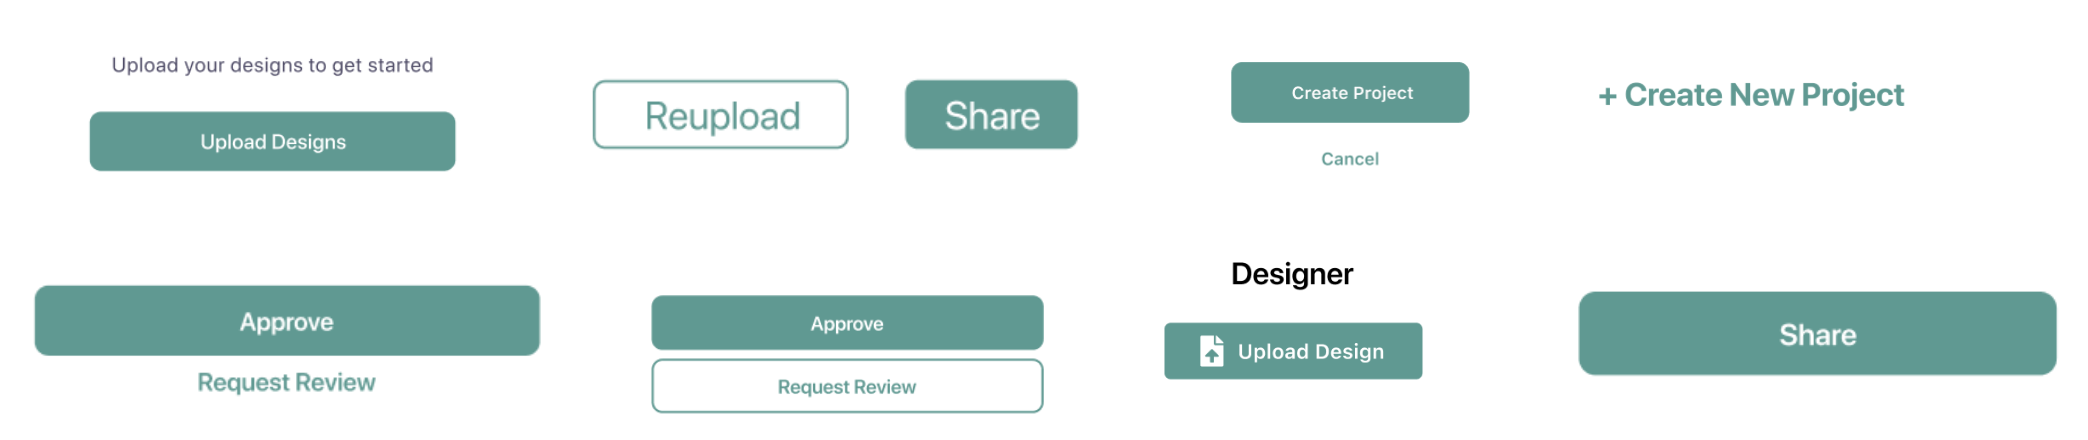 Upload your designs to get started
Upload Designs
Reupload
Share
Create Project
Cancel
+ Create New Project
Approve
Request Review
Approve
Request Review
Designer
Upload Design
Share